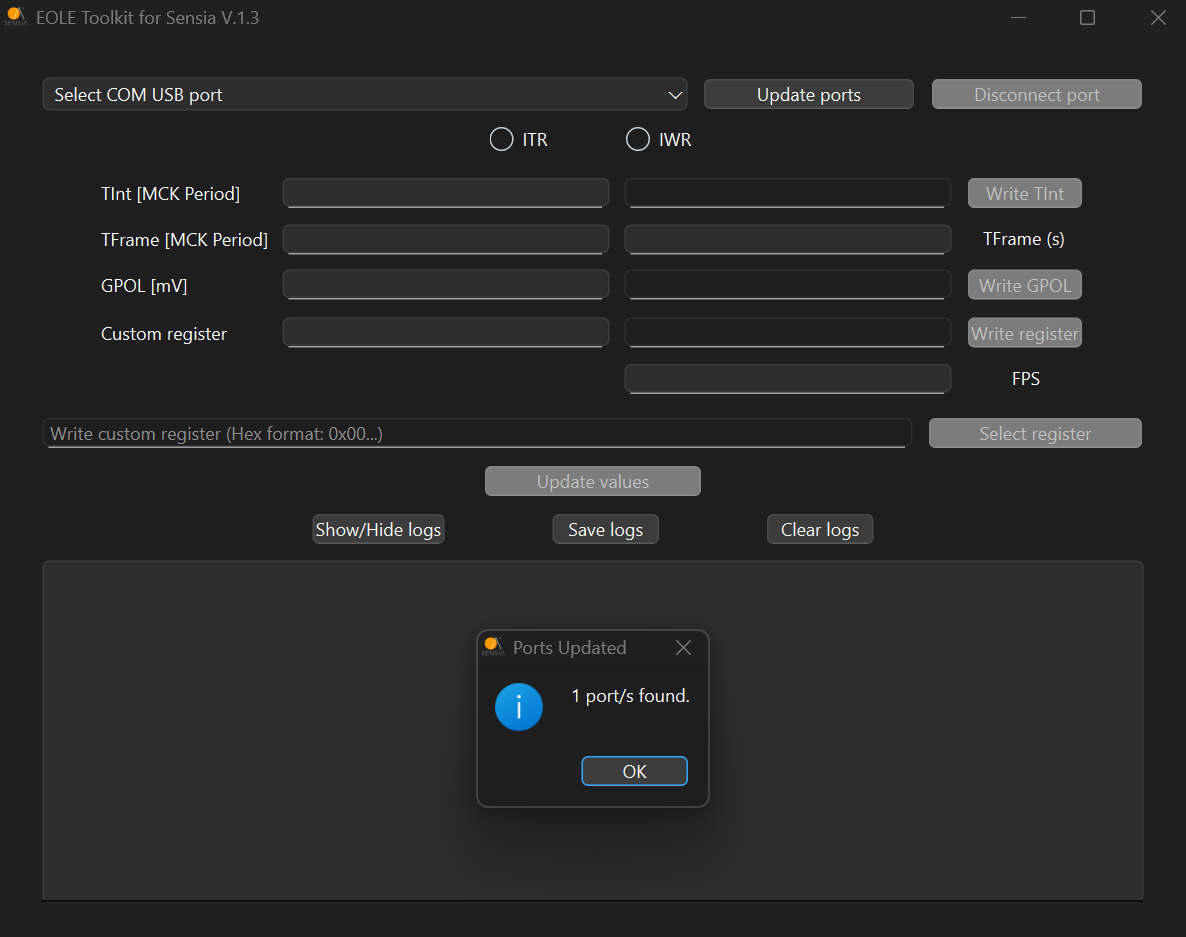 SENSIA
EOLE Toolkit for Sensia V.1.3
Select COM USB port
Update ports
Disconnect port
ITR
IWR
TInt [MCK Period]
Write TInt
TFrame [MCK Period]
TFrame (s)
GPOL [mV]
Write GPOL
Custom register
Write register
FPS
Write custom register (Hex format: 0x00...)
Select register
Update values
Show/Hide logs
Save logs
Clear logs
SENSIA
Ports Updated
1 port/s found.
OK